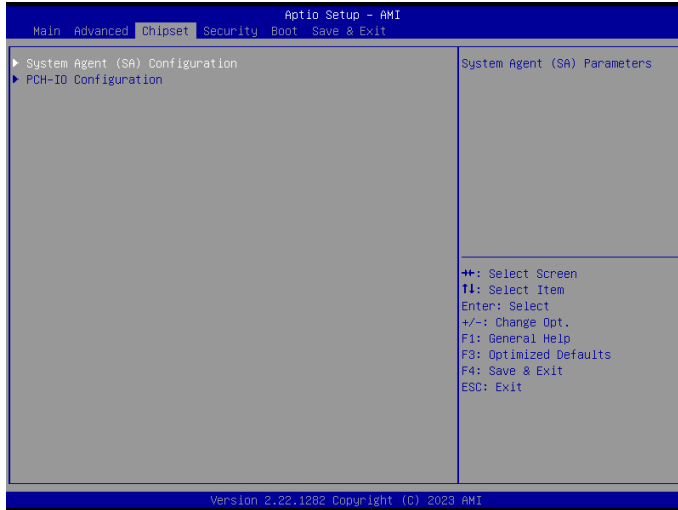 Aptio Setup – AMI
Main Advanced Chipset Security Boot Save & Exit
▶ System Agent (SA) Configuration
▶ PCH-IO Configuration
System Agent (SA) Parameters
→←: Select Screen
↑↓: Select Item
Enter: Select
+/-: Change Opt.
F1: General Help
F3: Optimized Defaults
F4: Save & Exit
ESC: Exit
Version 2.22.1282 Copyright (C) 2023 AMI